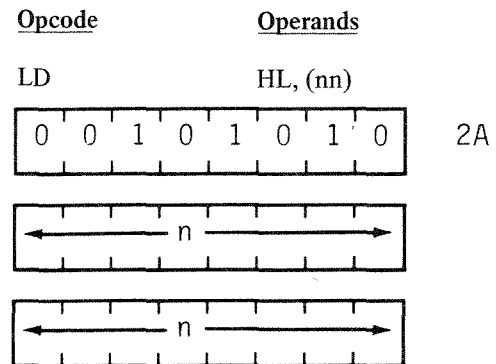 Opcode Operands
LD HL, (nn)
0 0 1 0 1 0 1 0 2A
n
n